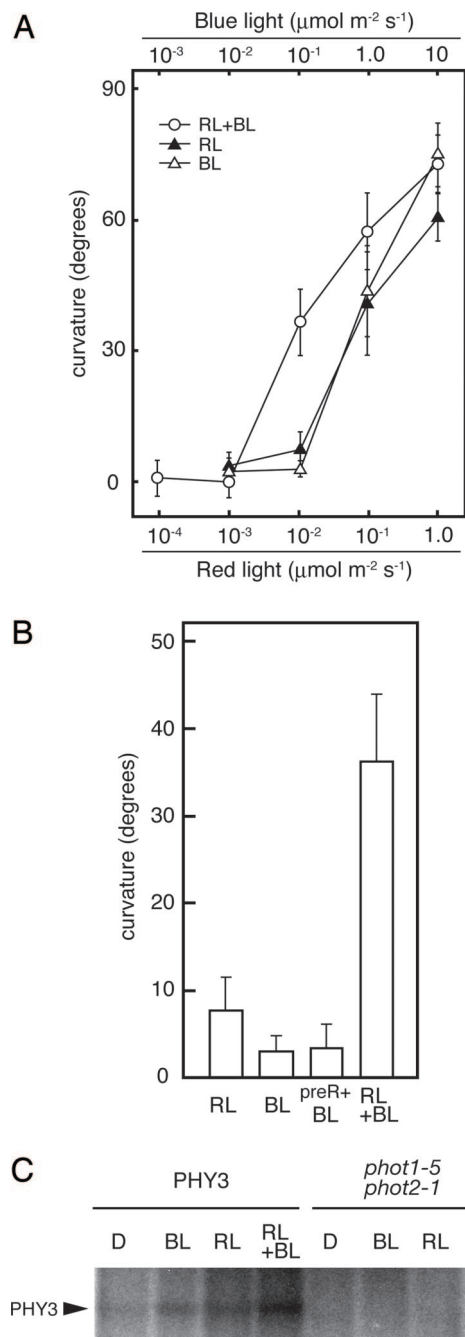 A
Blue light (μmol m⁻² s⁻¹)
10⁻³ 10⁻² 10⁻¹ 1.0 10
90
60
30
0
curvature (degrees)
RL+BL
RL
BL
10⁻⁴ 10⁻³ 10⁻² 10⁻¹ 1.0
Red light (μmol m⁻² s⁻¹)
B
50
40
30
20
10
0
curvature (degrees)
RL BL preR+ BL RL +BL
C
PHY3 phot1-5 phot2-1
D BL RL RL +BL D BL RL
PHY3